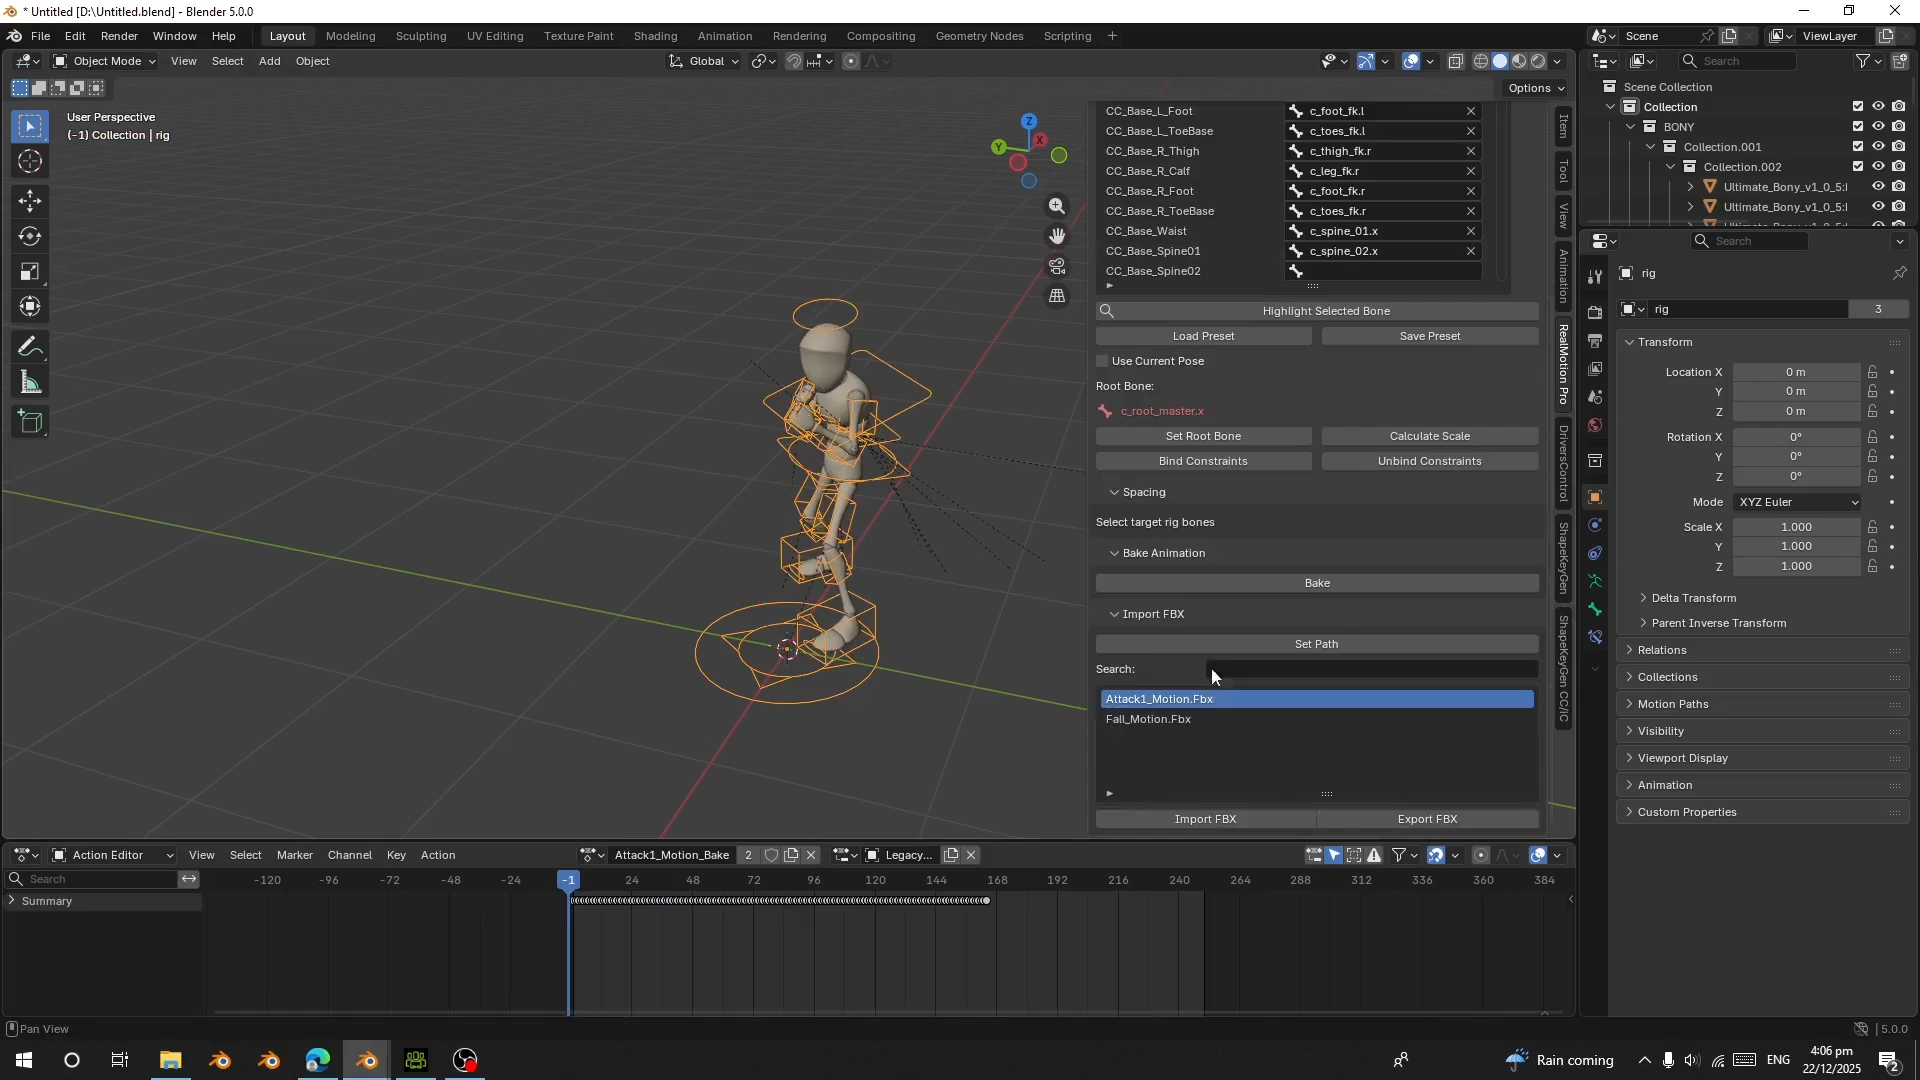 * Untitled [D:\Untitled.blend] - Blender 5.0.0
File Edit Render Window Help Layout Modeling Sculpting UV Editing Texture Paint Shading Animation Rendering Compositing Geometry Nodes Scripting + Scene ViewLayer
Object Mode View Select Add Object Global
Options
User Perspective
(-1) Collection | rig
Z
Y
X
CC_Base_L_Foot c_foot_fk.l
CC_Base_L_ToeBase c_toes_fk.l
CC_Base_R_Thigh c_thigh_fk.r
CC_Base_R_Calf c_leg_fk.r
CC_Base_R_Foot c_foot_fk.r
CC_Base_R_ToeBase c_toes_fk.r
CC_Base_Waist c_spine_01.x
CC_Base_Spine01 c_spine_02.x
CC_Base_Spine02
Highlight Selected Bone
Load Preset Save Preset
Use Current Pose
Root Bone:
c_root_master.x
Set Root Bone Calculate Scale
Bind Constraints Unbind Constraints
Spacing
Select target rig bones
Bake Animation
Bake
Import FBX
Set Path
Search:
Attack1_Motion.Fbx
Fall_Motion.Fbx
Import FBX Export FBX
Item
Tool
View
Animation
RealMotion Pro
DriversControl
ShapeKeyGen
ShapeKeyGen CC/iC
Search
Scene Collection
Collection
BONY
Collection.001
Collection.002
Ultimate_Bony_v1_0_5:l
Ultimate_Bony_v1_0_5:l
Search
rig
rig 3
Transform
Location X 0 m
Y 0 m
Z 0 m
Rotation X 0°
Y 0°
Z 0°
Mode XYZ Euler
Scale X 1.000
Y 1.000
Z 1.000
Delta Transform
Parent Inverse Transform
Relations
Collections
Motion Paths
Visibility
Viewport Display
Animation
Custom Properties
Action Editor View Select Marker Channel Key Action Attack1_Motion_Bake 2 Legacy...
Search -120 -96 -72 -48 -24 -1 24 48 72 96 120 144 168 192 216 240 264 288 312 336 360 384
Summary
Pan View 5.0.0
Rain coming ENG 4:06 pm
22/12/2025 2